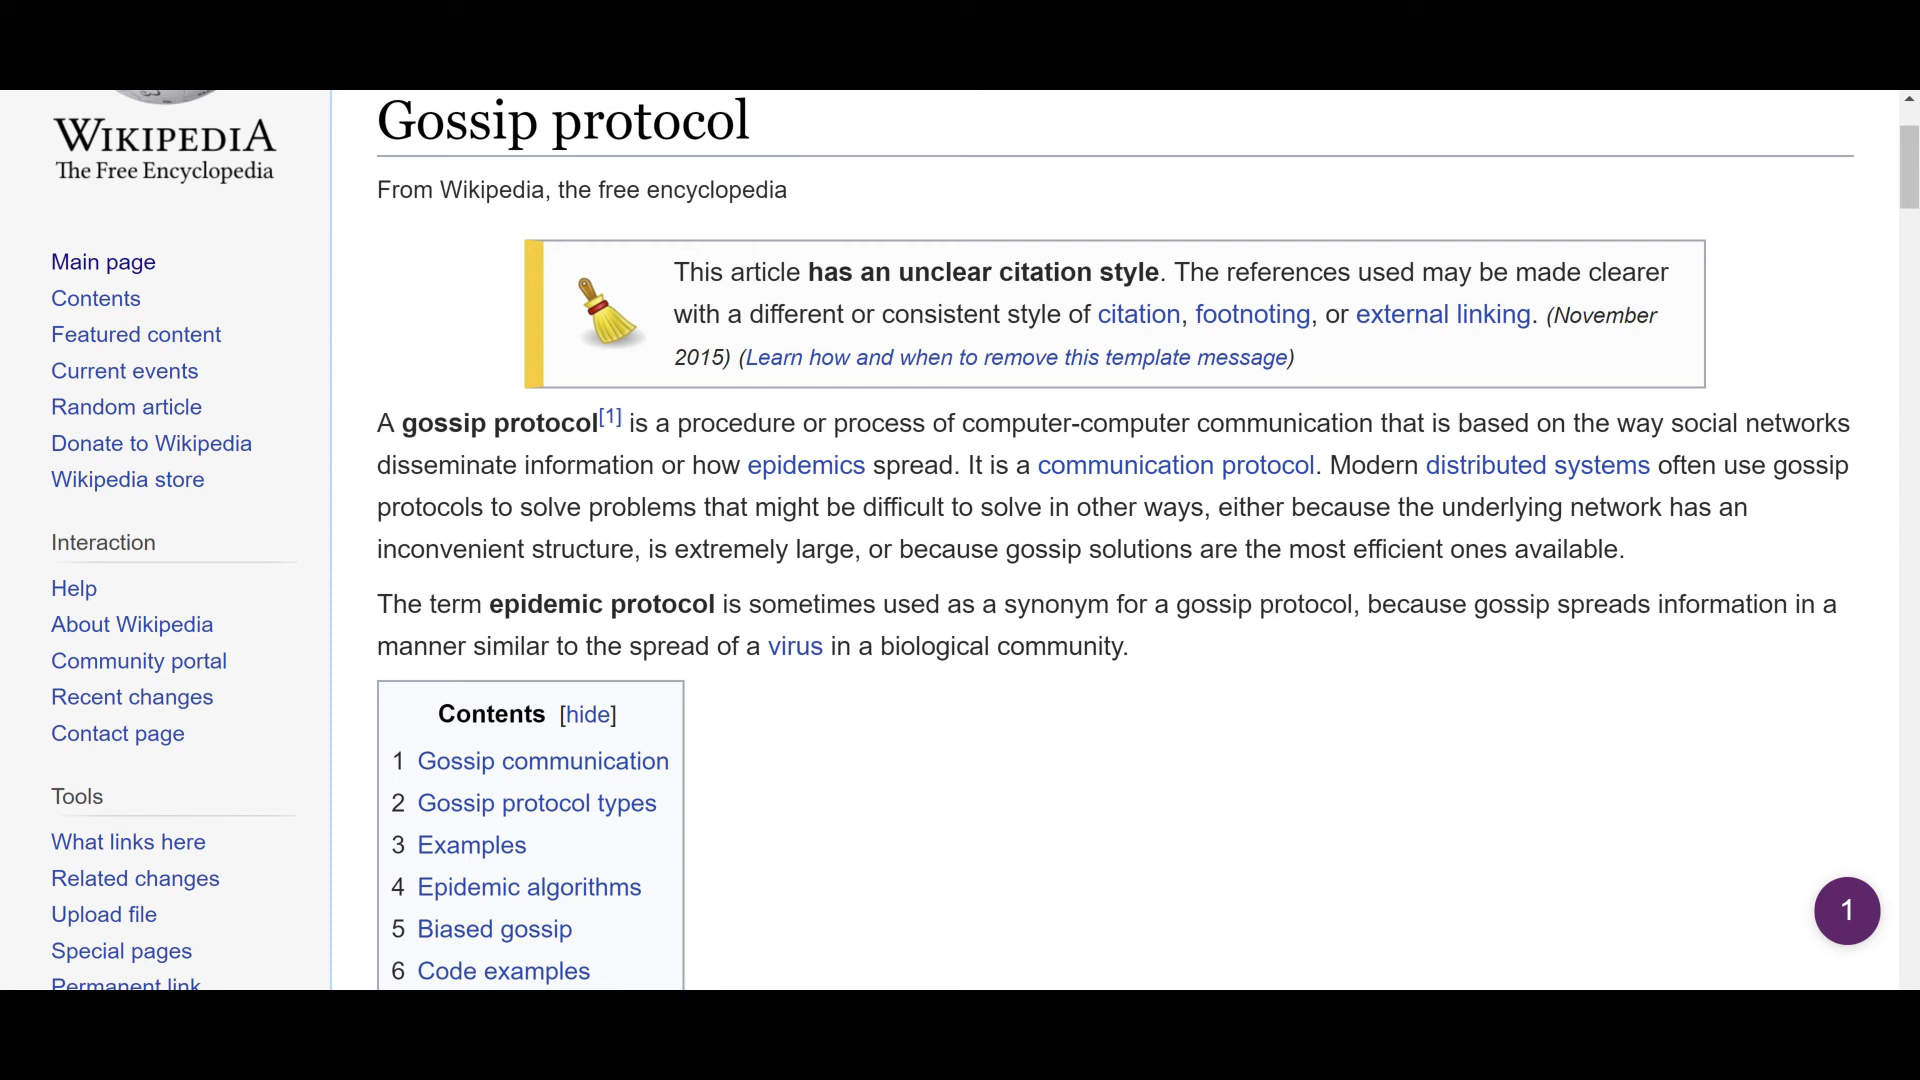 Gossip protocol
WIKIPEDIA
The Free Encyclopedia
From Wikipedia, the free encyclopedia
Main page
Contents
Featured content
Current events
Random article
Donate to Wikipedia
Wikipedia store
Interaction
Help
About Wikipedia
Community portal
Recent changes
Contact page
Tools
What links here
Related changes
Upload file
Special pages
Permanent link
This article has an unclear citation style. The references used may be made clearer
with a different or consistent style of citation, footnoting, or external linking. (November
2015) (Learn how and when to remove this template message)
A gossip protocol[1] is a procedure or process of computer-computer communication that is based on the way social networks
disseminate information or how epidemics spread. It is a communication protocol. Modern distributed systems often use gossip
protocols to solve problems that might be difficult to solve in other ways, either because the underlying network has an
inconvenient structure, is extremely large, or because gossip solutions are the most efficient ones available.
The term epidemic protocol is sometimes used as a synonym for a gossip protocol, because gossip spreads information in a
manner similar to the spread of a virus in a biological community.
Contents [hide]
1 Gossip communication
2 Gossip protocol types
3 Examples
4 Epidemic algorithms
5 Biased gossip
6 Code examples
1